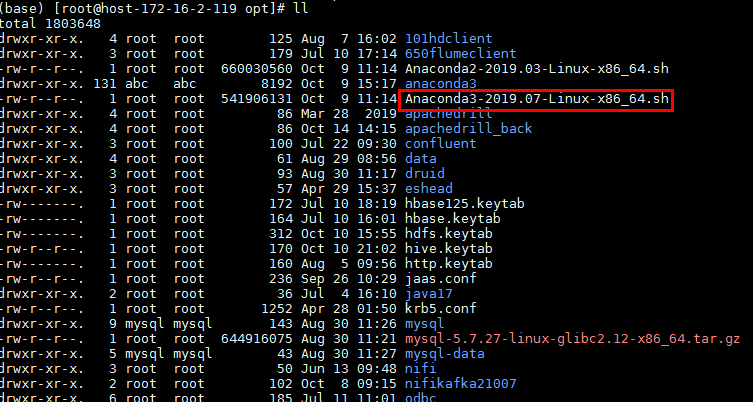 (base) [root@host-172-16-2-119 opt]# ll
total 1803648
drwxr-xr-x.   4 root  root        125 Aug  7 16:02 101hdclient
drwxr-xr-x.   3 root  root        179 Jul 10 17:14 650flumeclient
-rw-r--r--.   1 root  root  660030560 Oct  9 11:14 Anaconda2-2019.03-Linux-x86_64.sh
drwxr-xr-x. 131 abc   abc        8192 Oct  9 15:17 anaconda3
-rw-r--r--.   1 root  root  541906131 Oct  9 11:14 Anaconda3-2019.07-Linux-x86_64.sh
drwxr-xr-x.   4 root  root         86 Mar 28  2019 apachedrill
drwxr-xr-x.   4 root  root         86 Oct 14 14:15 apachedrill_back
drwxr-xr-x.   3 root  root        100 Jul 22 09:30 confluent
drwxr-xr-x.   4 root  root         61 Aug 29 08:56 data
drwxr-xr-x.   3 root  root         93 Aug 30 11:17 druid
drwxr-xr-x.   3 root  root         57 Apr 29 15:37 eshead
-rw-------.   1 root  root        172 Jul 10 18:19 hbase125.keytab
-rw-------.   1 root  root        164 Jul 10 16:01 hbase.keytab
-rw-------.   1 root  root        312 Oct 10 15:55 hdfs.keytab
-rw-r--r--.   1 root  root        170 Oct 10 21:02 hive.keytab
-rw-------.   1 root  root        160 Aug  5 09:56 http.keytab
-rw-r--r--.   1 root  root        236 Sep 26 10:29 jaas.conf
drwxr-xr-x.   2 root  root         36 Jul  4 16:10 java17
-rw-r--r--.   1 root  root       1252 Apr 28 01:50 krb5.conf
drwxr-xr-x.   9 mysql mysql       143 Aug 30 11:26 mysql
-rw-r--r--.   1 root  root  644916075 Aug 30 11:21 mysql-5.7.27-linux-glibc2.12-x86_64.tar.gz
drwxr-xr-x.   5 mysql mysql        43 Aug 30 11:27 mysql-data
drwxr-xr-x.   3 root  root         50 Jun 13 09:48 nifi
drwxr-xr-x.   2 root  root        102 Oct  8 09:15 nifikafka21007
drwxr-xr-x.   6 root  root        185 Jul 11 11:01 odbc